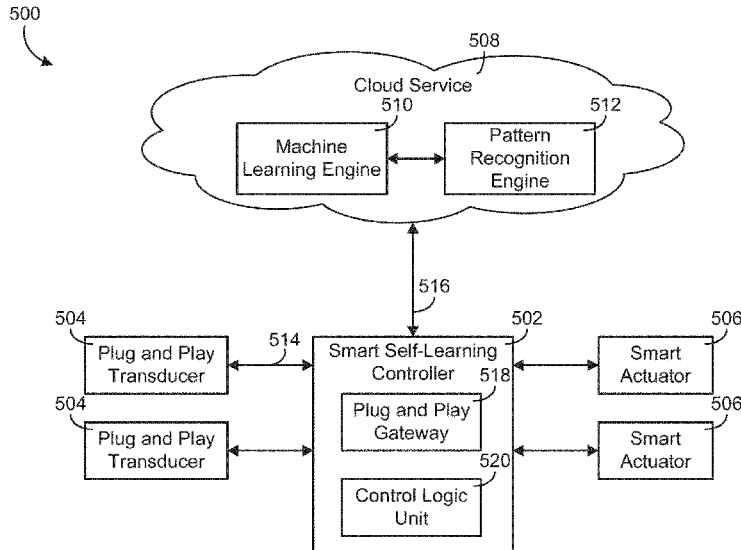 500
508
Cloud Service
510
512
Machine
Learning Engine
Pattern
Recognition
Engine
516
504
514
502
506
Plug and Play
Transducer
Smart Self-Learning
Controller
Smart
Actuator
518
504
Plug and Play
Gateway
506
Plug and Play
Transducer
Smart
Actuator
520
Control Logic
Unit